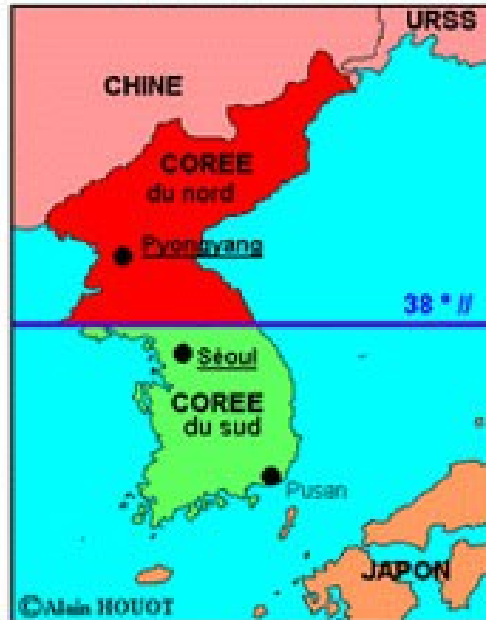 URSS
CHINE
COREE
du nord
Pyongyang
38 ° //
Séoul
COREE
du sud
Pusan
JAPON
©Alain HOUOT